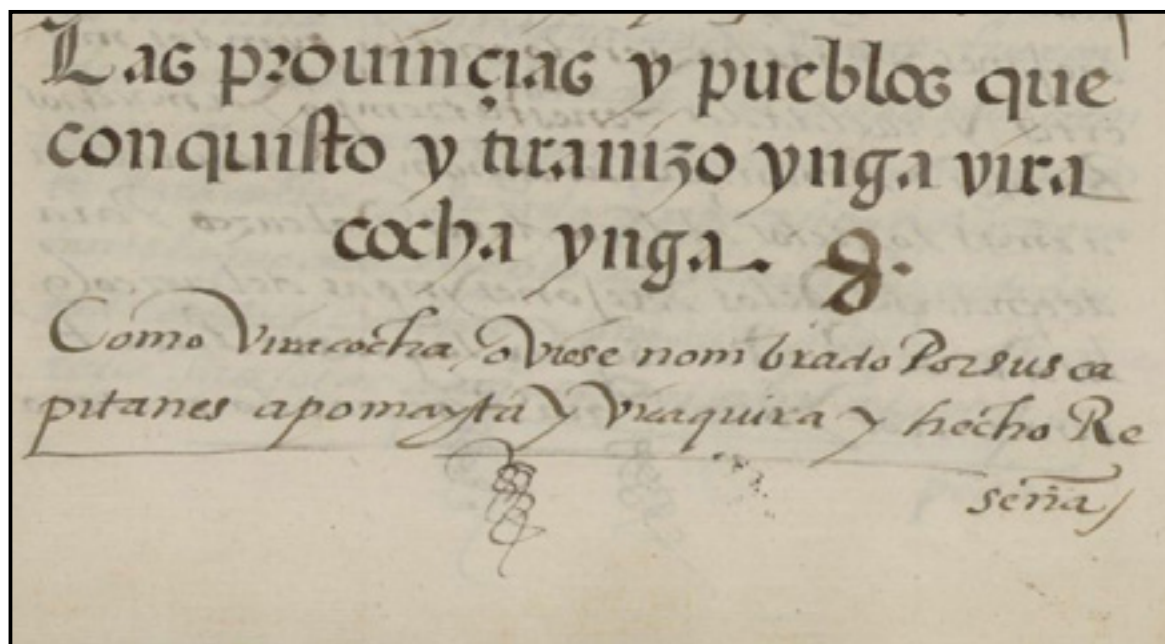 Las prouinçias y pueblos que
conquisto y tiranizo ynga vira
cocha ynga.
Como Viracocha, oviese nombrado Por sus ca
pitanes apomayta y Vicaquira y hecho Re
seña